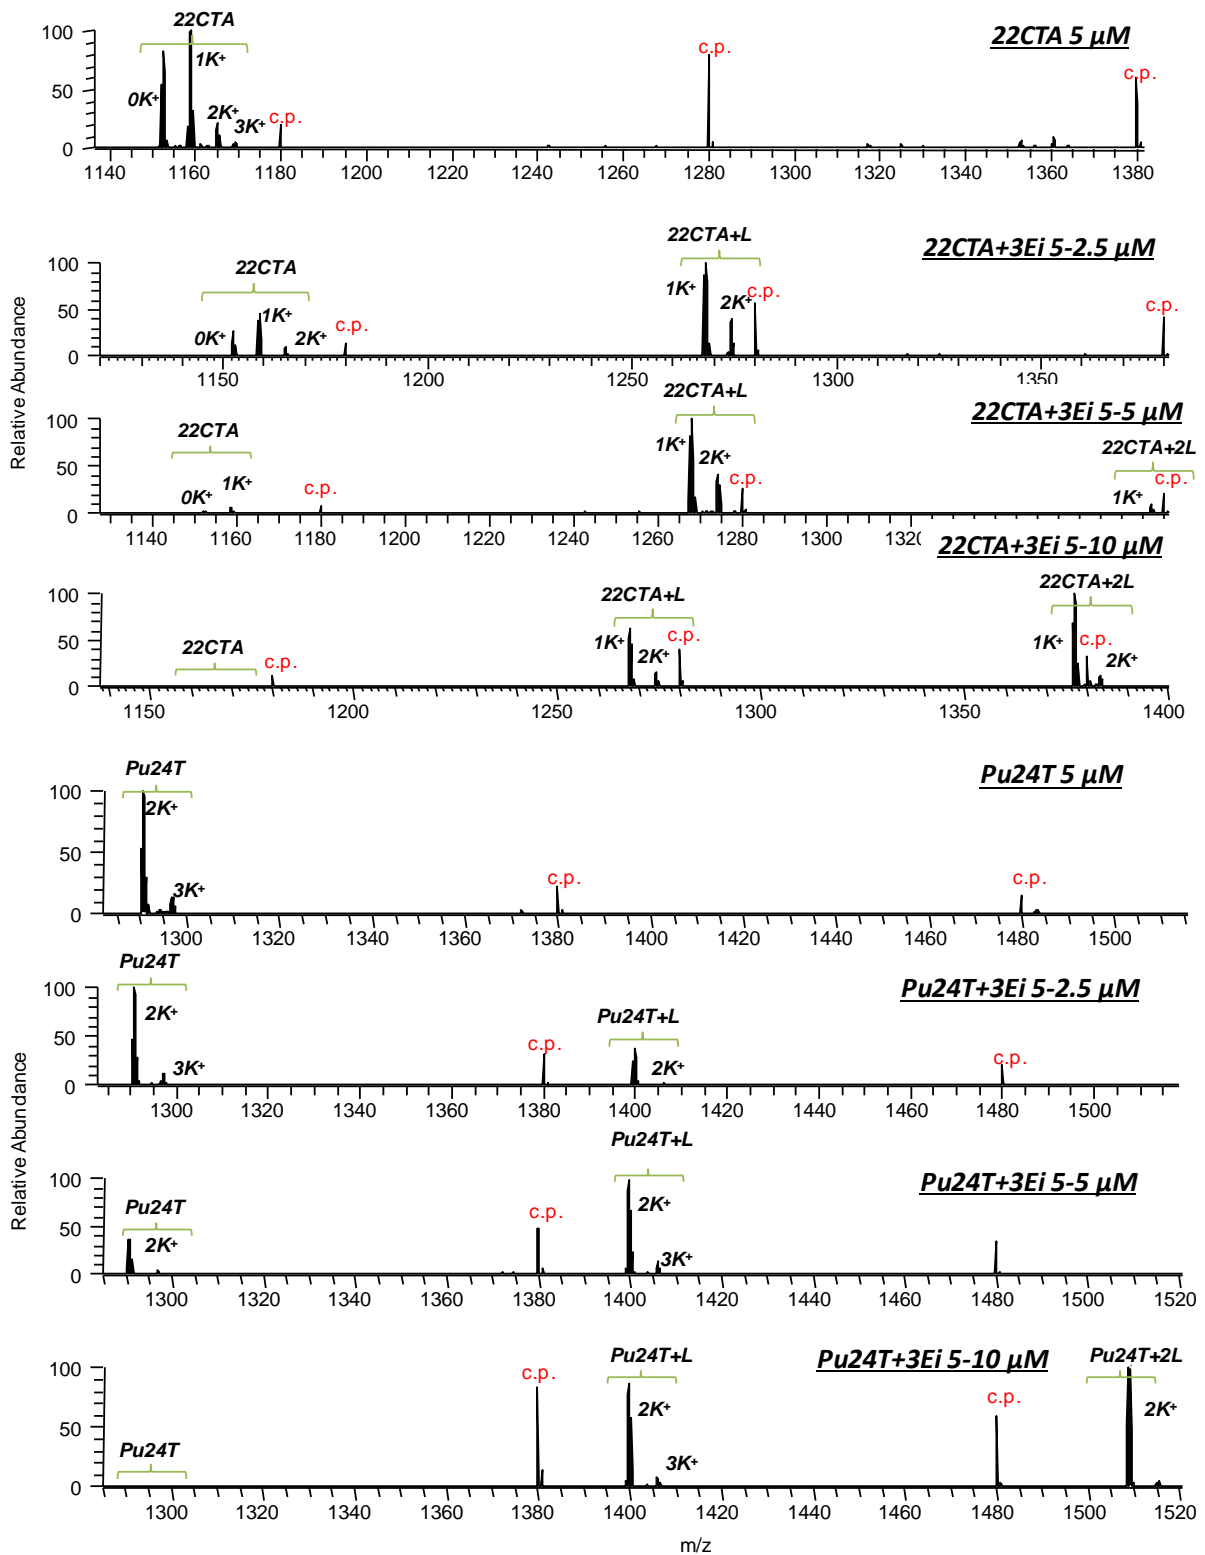 22CTA
22CTA 5 μM
100
50
0
0K+
1K+
2K+
3K+
c.p.
c.p.
c.p.
1140 1160 1180 1200 1220 1240 1260 1280 1300 1320 1340 1360 1380
Relative Abundance
22CTA+L
22CTA+3Ei 5-2.5 μM
22CTA
100
50
0
0K+
1K+
2K+
c.p.
1K+
2K+
c.p.
c.p.
1150 1200 1250 1300 1350
22CTA+L
22CTA+3Ei 5-5 μM
22CTA
22CTA+2L
100
50
0
0K+
1K+
c.p.
1K+
2K+
c.p.
1K+
c.p.
1140 1160 1180 1200 1220 1240 1260 1280 1300 1320
22CTA+3Ei 5-10 μM
22CTA+L
22CTA+2L
22CTA
100
50
0
c.p.
1K+
2K+
c.p.
1K+
c.p.
2K+
1150 1200 1250 1300 1350 1400
Pu24T
Pu24T 5 μM
100
50
0
2K+
3K+
c.p.
c.p.
1300 1320 1340 1360 1380 1400 1420 1440 1460 1480 1500
Relative Abundance
Pu24T
Pu24T+3Ei 5-2.5 μM
Pu24T+L
100
50
0
2K+
3K+
c.p.
2K+
c.p.
1300 1320 1340 1360 1380 1400 1420 1440 1460 1480 1500
Pu24T+L
Pu24T+3Ei 5-5 μM
Pu24T
100
50
0
2K+
c.p.
2K+
3K+
1300 1320 1340 1360 1380 1400 1420 1440 1460 1480 1500 1520
Pu24T+L
Pu24T+3Ei 5-10 μM
Pu24T+2L
100
50
0
Pu24T
c.p.
2K+
3K+
c.p.
2K+
1300 1320 1340 1360 1380 1400 1420 1440 1460 1480 1500 1520
m/z